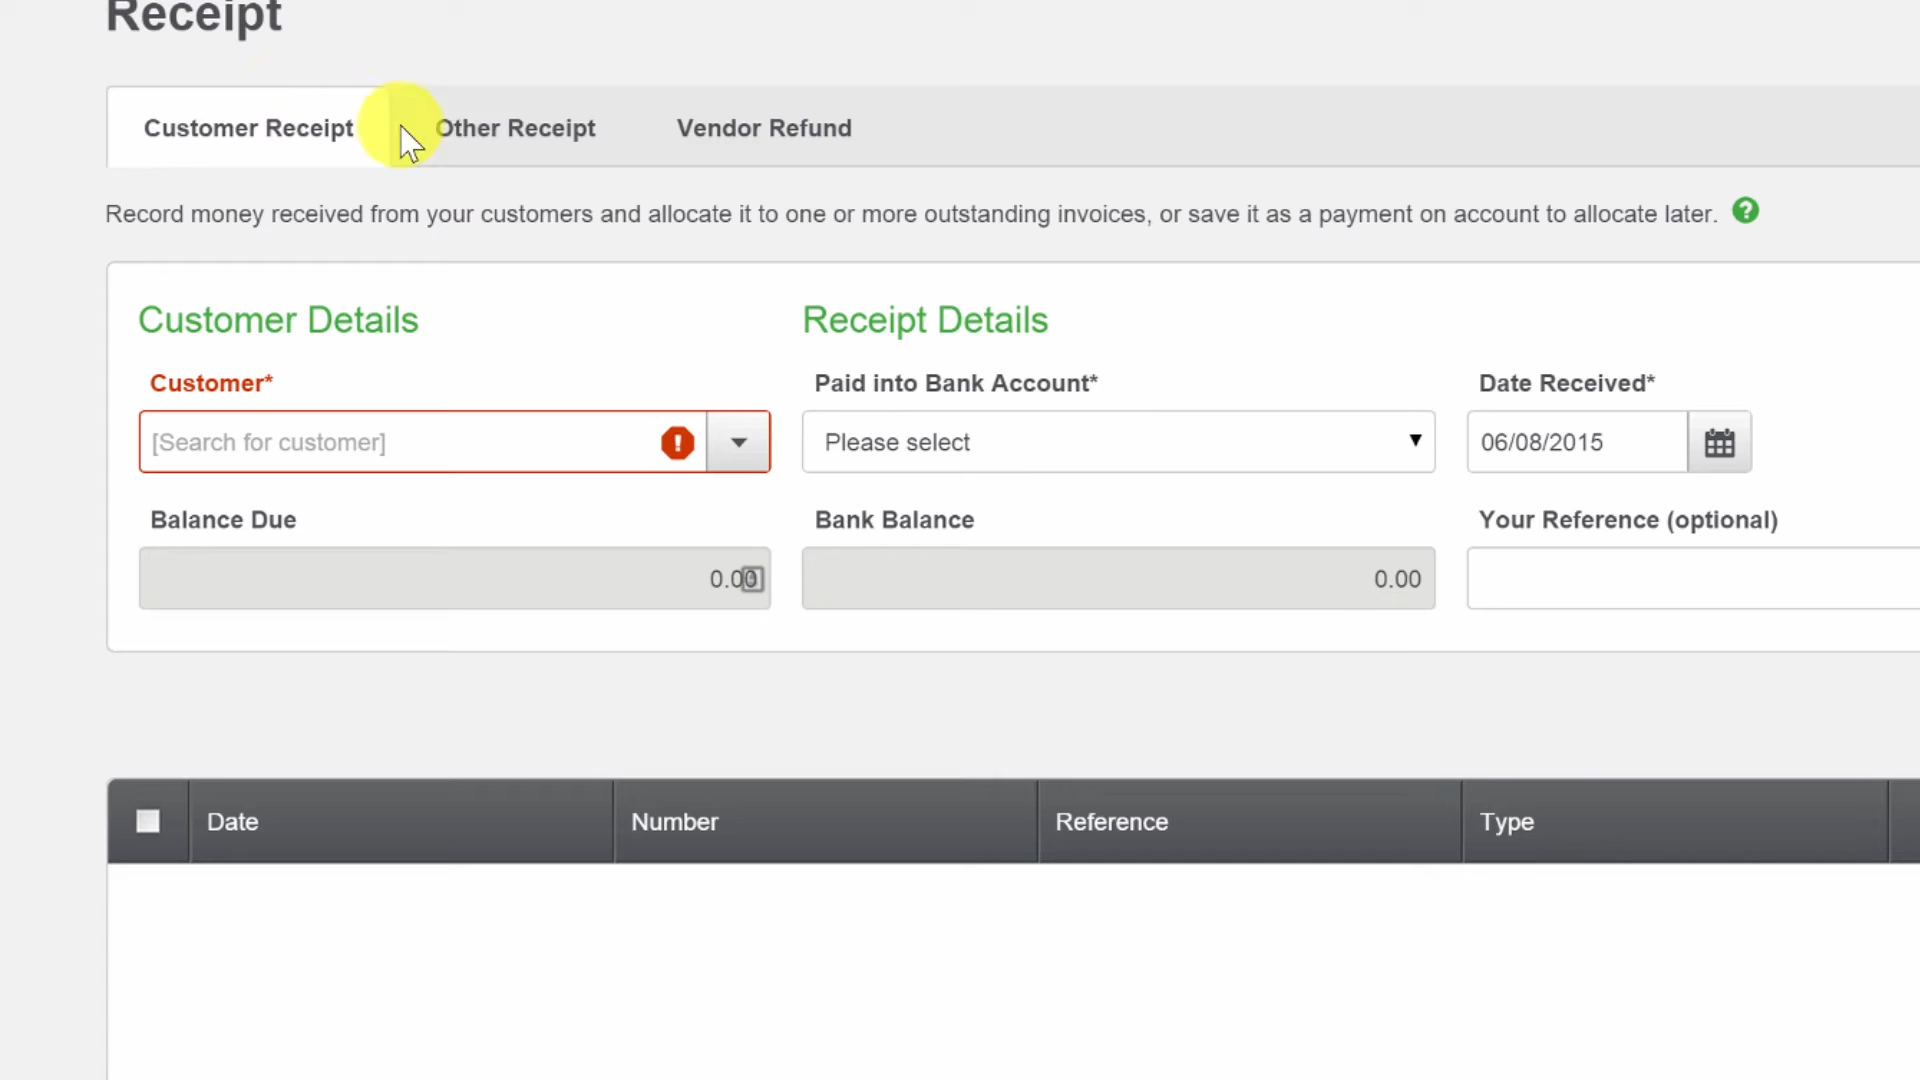 Receipt
Customer Receipt Other Receipt Vendor Refund
Record money received from your customers and allocate it to one or more outstanding invoices, or save it as a payment on account to allocate later. ?
Customer Details Receipt Details
Customer* Paid into Bank Account* Date Received*
[Search for customer] ! Please select 06/08/2015
Balance Due Bank Balance Your Reference (optional)
0.00 0.00
Date Number Reference Type